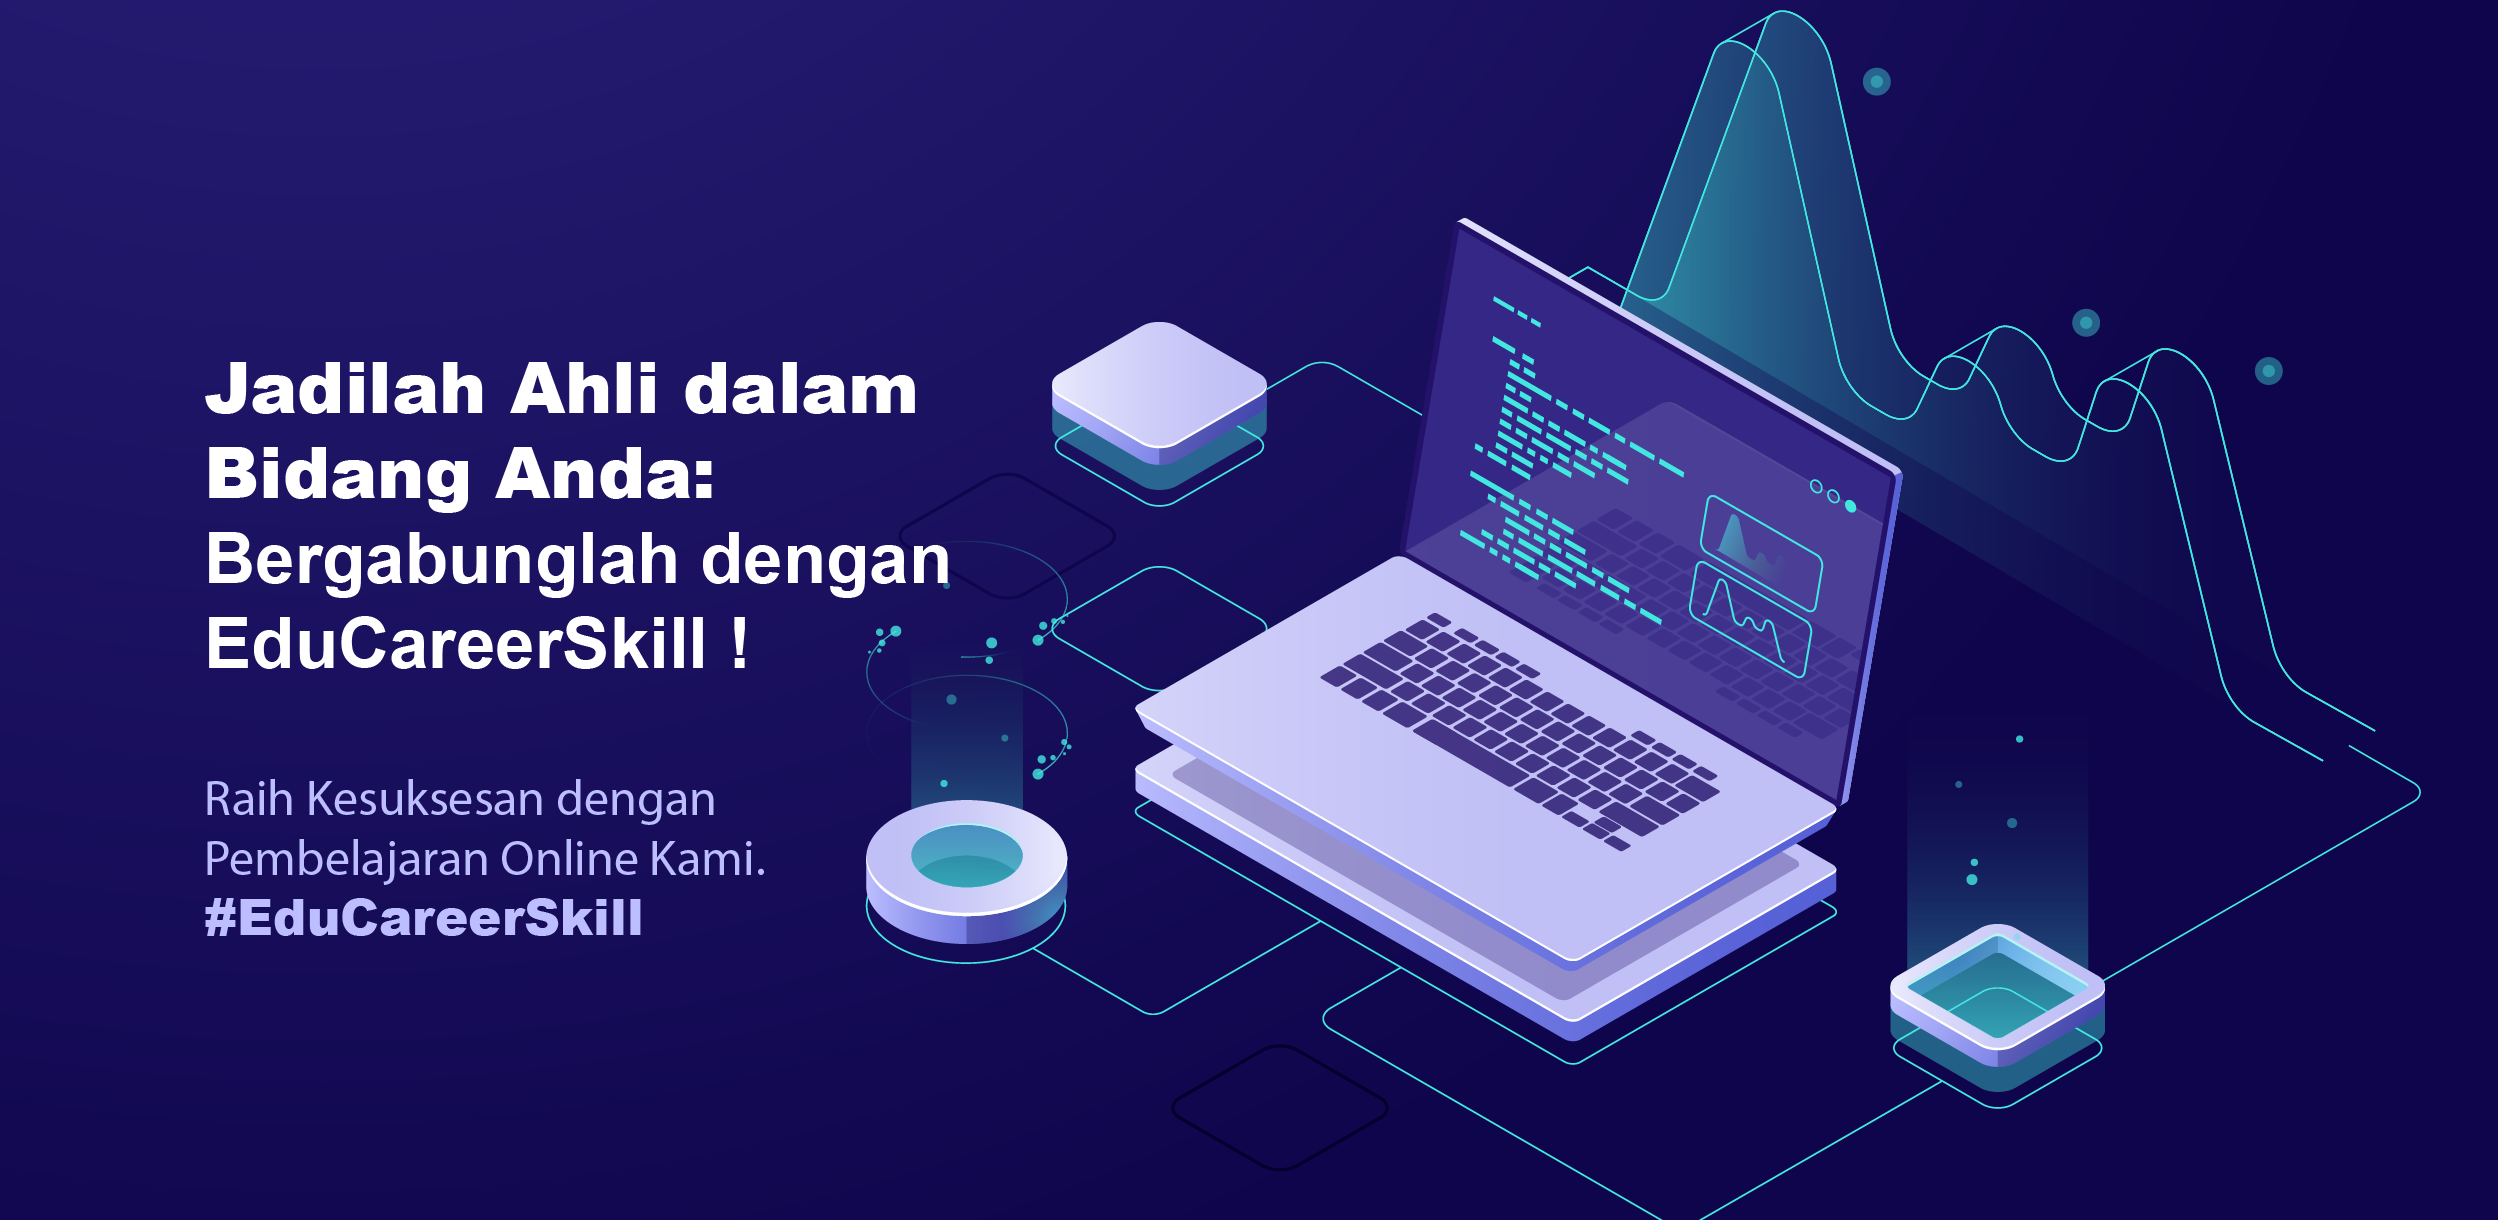 Jadilah Ahli dalam
Bidang Anda:
Bergabunglah dengan
EduCareerSkill !
Raih Kesuksesan dengan
Pembelajaran Online Kami.
#EduCareerSkill